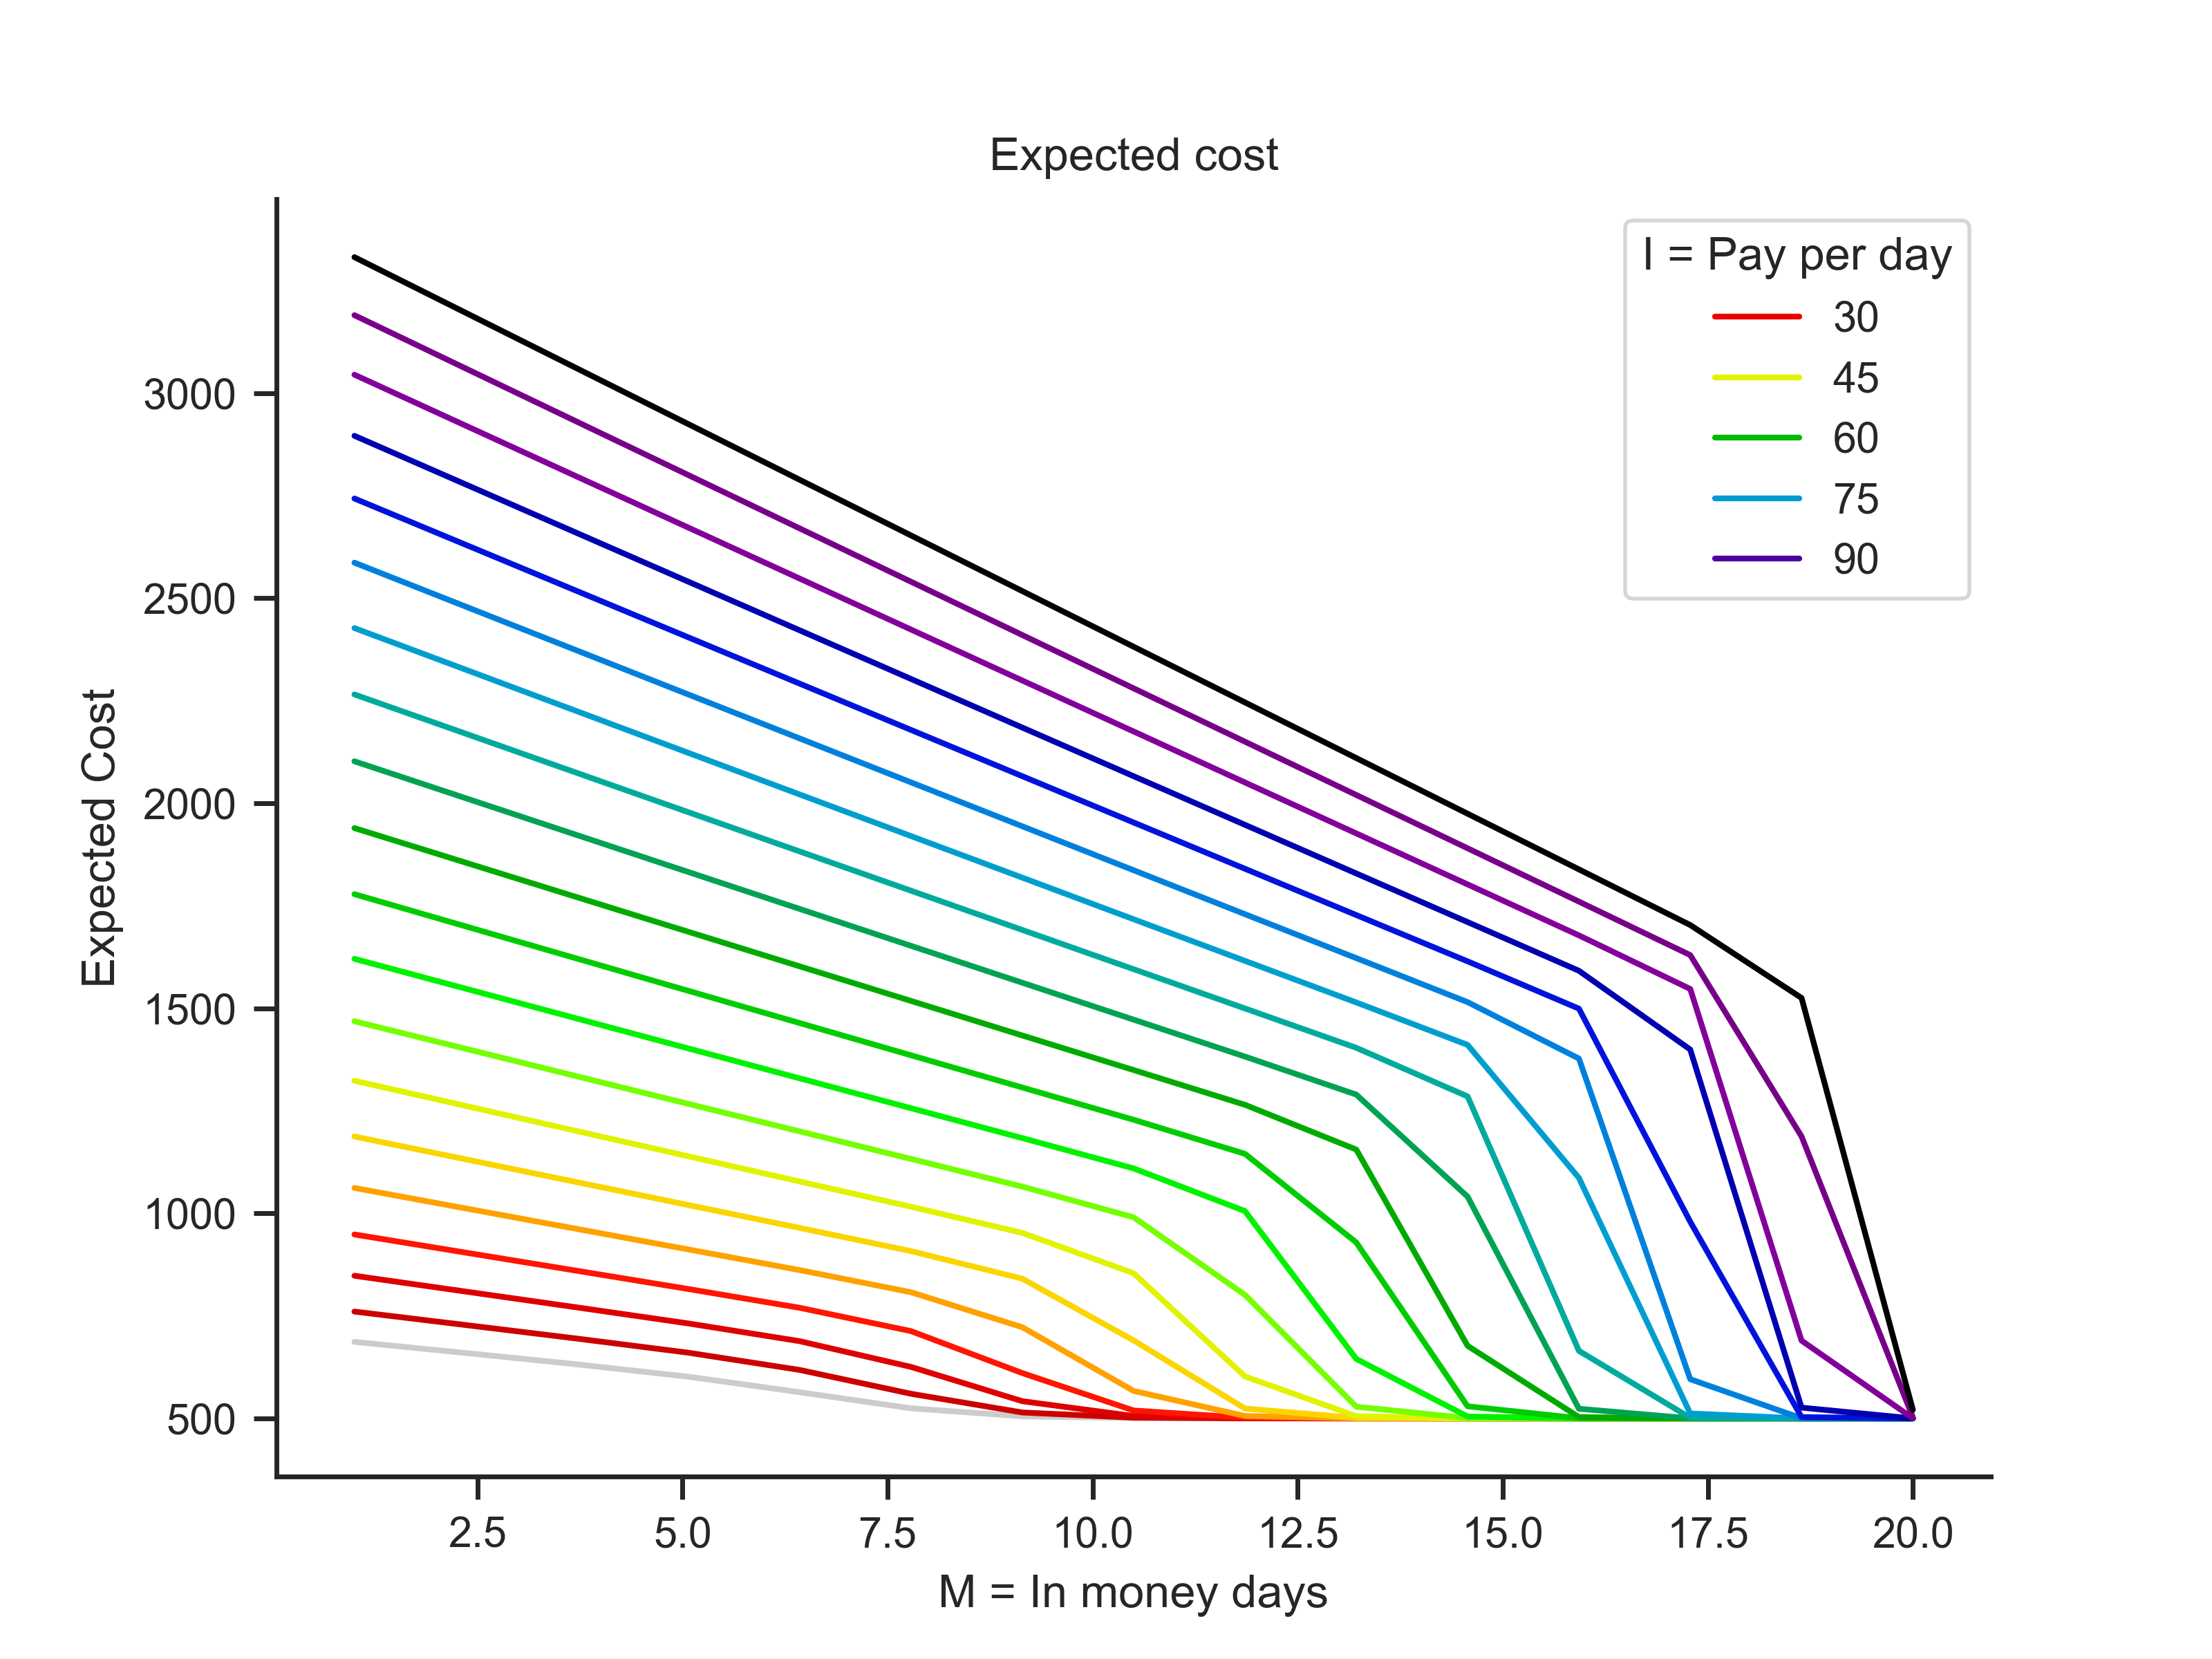 Expected cost
I = Pay per day
30
45
60
75
90
Expected Cost
3000
2500
2000
1500
1000
500
2.5 5.0 7.5 10.0 12.5 15.0 17.5 20.0
M = In money days